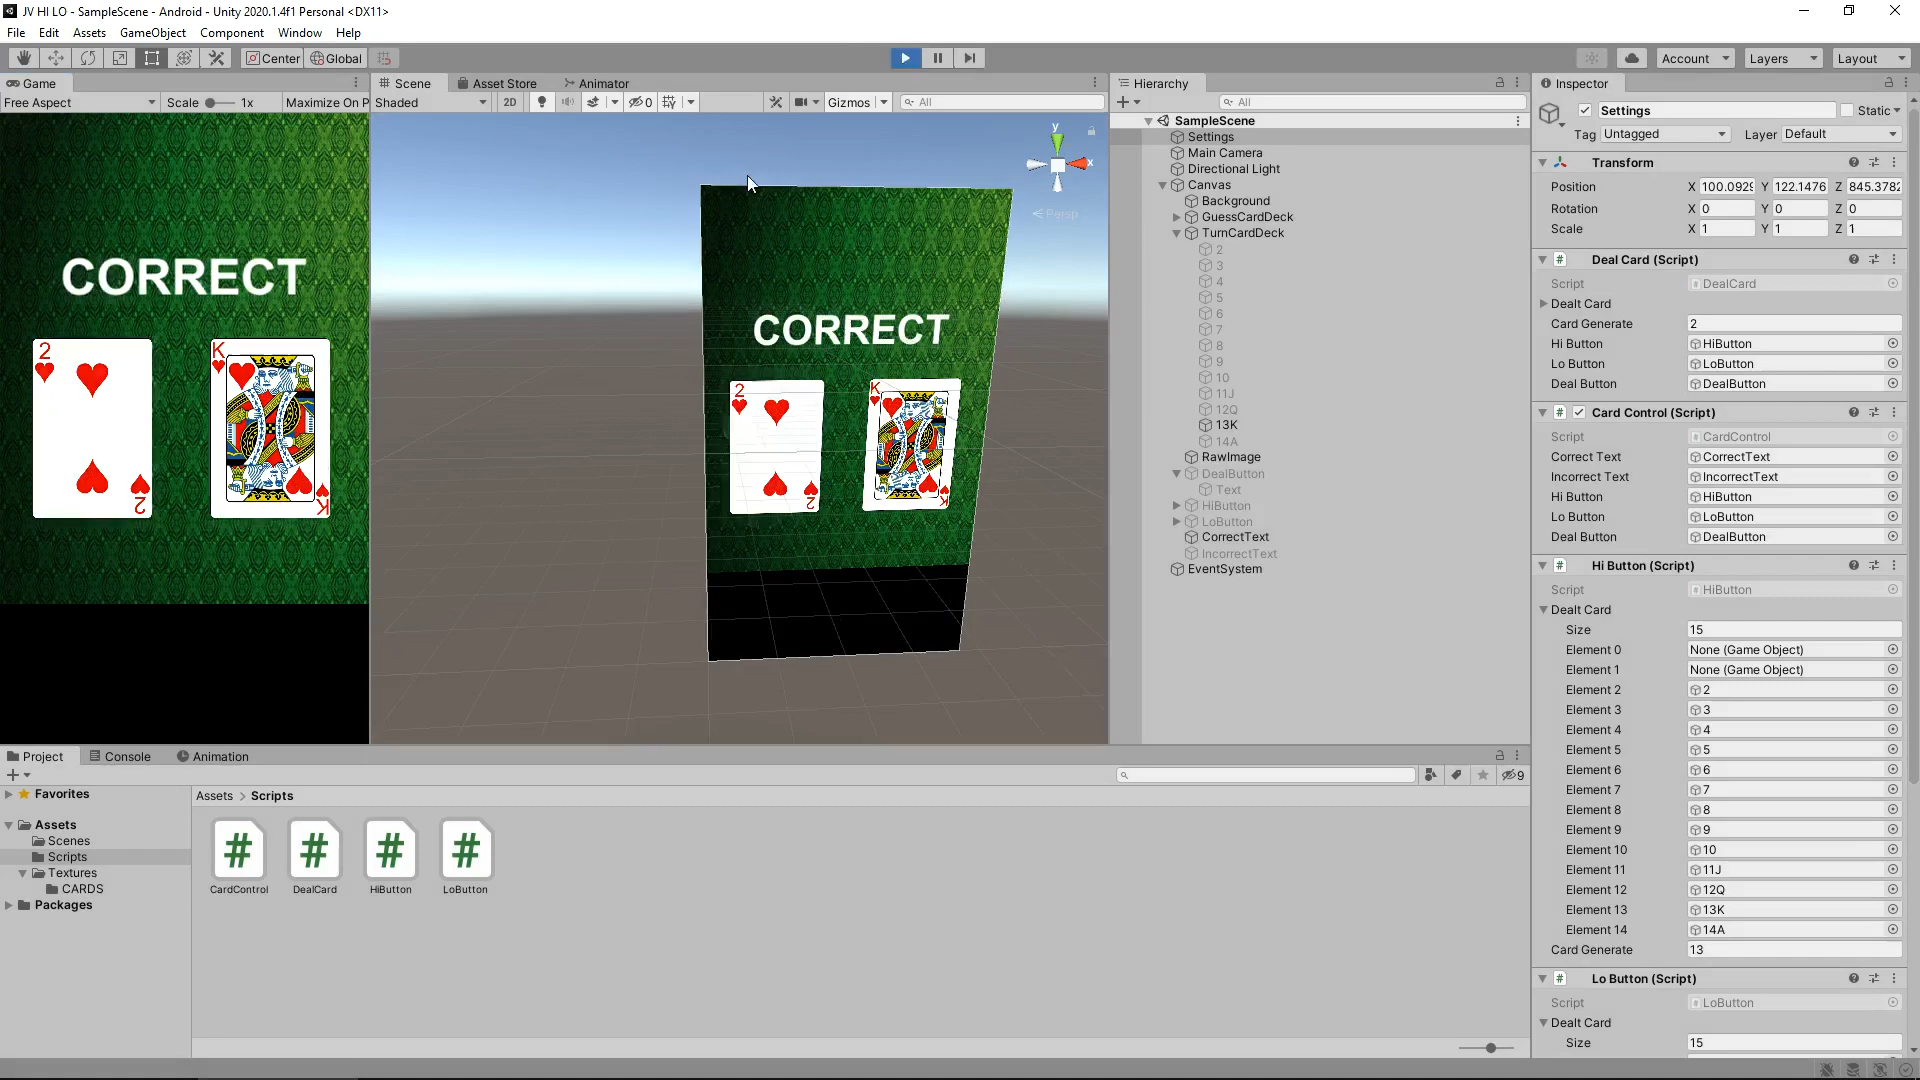 JV HI LO - SampleScene - Android - Unity 2020.1.4f1 Personal <DX11>
File Edit Assets GameObject Component Window Help
Center Global Account Layers Layout
Game
Free Aspect Scale 1x Maximize On P
CORRECT
2 K
2 K
Scene Asset Store Animator
Shaded 2D 0 Gizmos All
y
x
Persp
CORRECT
2 K
2 K
Hierarchy
All
SampleScene
Settings
Main Camera
Directional Light
Canvas
Background
GuessCardDeck
TurnCardDeck
2
3
4
5
6
7
8
9
10
11J
12Q
13K
14A
RawImage
DealButton
Text
HiButton
LoButton
CorrectText
IncorrectText
EventSystem
Inspector
Settings Static
Tag Untagged Layer Default
Transform
Position X 100.0929 Y 122.1476 Z 845.3782
Rotation X 0 Y 0 Z 0
Scale X 1 Y 1 Z 1
Deal Card (Script)
Script DealCard
Dealt Card
Card Generate 2
Hi Button HiButton
Lo Button LoButton
Deal Button DealButton
Card Control (Script)
Script CardControl
Correct Text CorrectText
Incorrect Text IncorrectText
Hi Button HiButton
Lo Button LoButton
Deal Button DealButton
Hi Button (Script)
Script HiButton
Dealt Card
Size 15
Element 0 None (Game Object)
Element 1 None (Game Object)
Element 2 2
Element 3 3
Element 4 4
Element 5 5
Element 6 6
Element 7 7
Element 8 8
Element 9 9
Element 10 10
Element 11 11J
Element 12 12Q
Element 13 13K
Element 14 14A
Card Generate 13
Lo Button (Script)
Script LoButton
Dealt Card
Size 15
Project Console Animation
9
Favorites
Assets
Scenes
Scripts
Textures
CARDS
Packages
Assets > Scripts
CardControl DealCard HiButton LoButton